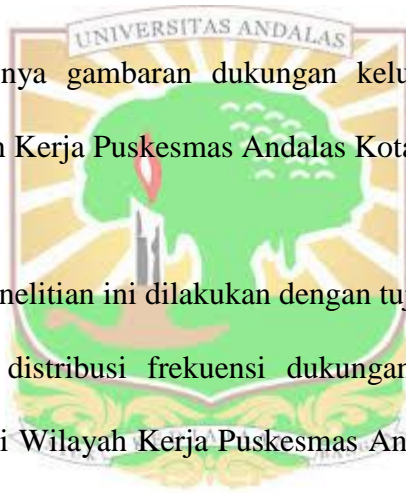 UNIVERSITAS ANDALAS
nya gambaran dukungan kelu
Kerja Puskesmas Andalas Kota
nelitian ini dilakukan dengan tuj
distribusi frekuensi dukungan
i Wilayah Kerja Puskesmas An